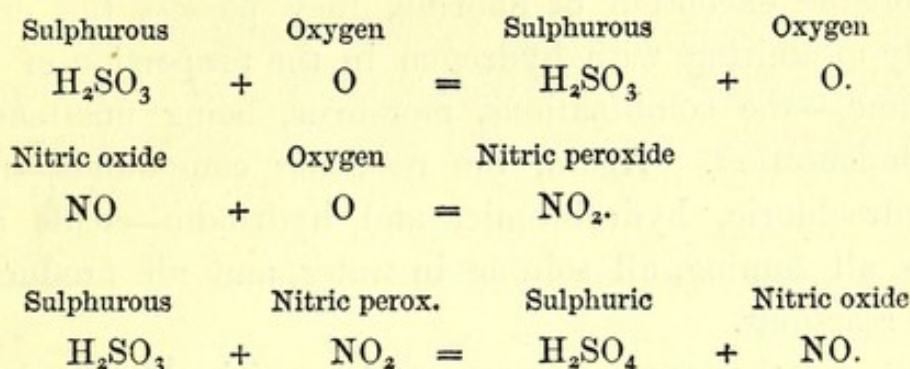 Sulphurous Oxygen Sulphurous Oxygen
H₂SO₃ + O = H₂SO₃ + O.
Nitric oxide Oxygen Nitric peroxide
NO + O = NO₂.
Sulphurous Nitric perox. Sulphuric Nitric oxide
H₂SO₃ + NO₂ = H₂SO₄ + NO.